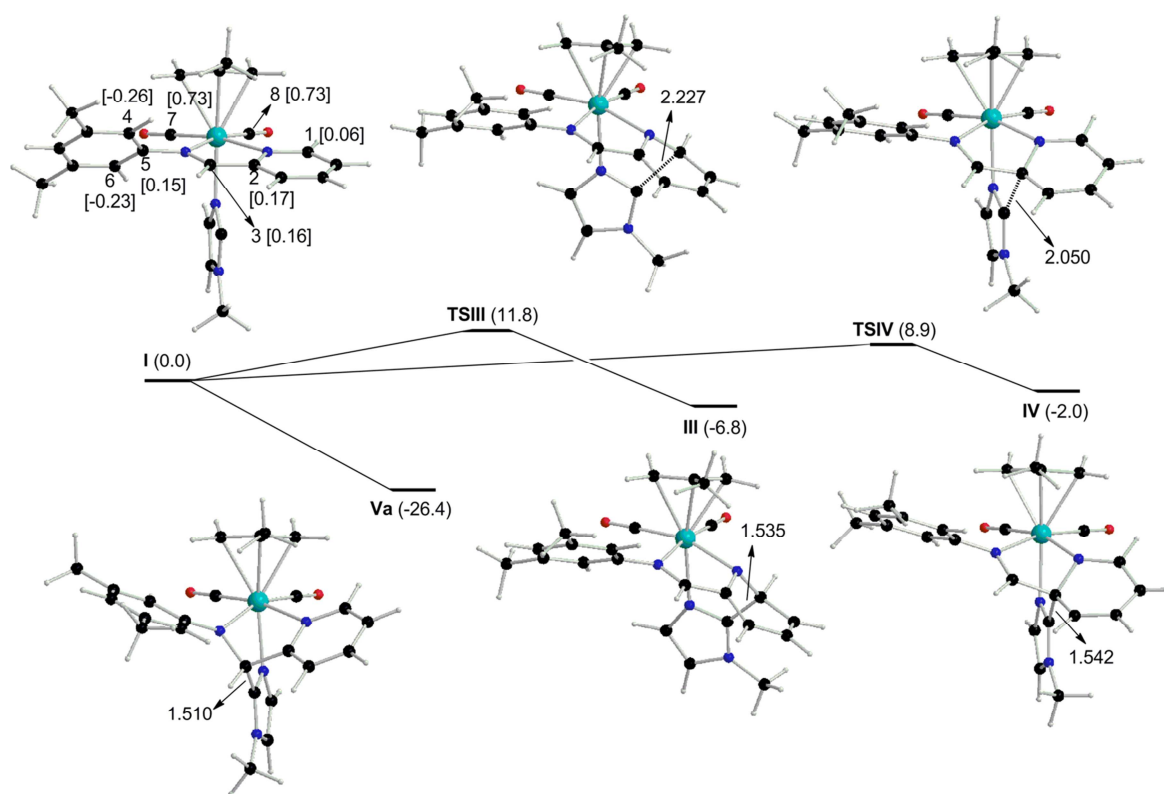 [-0.26] [0.73]
4 7
8 [0.73]
1 [0.06]
5
2
6
[0.15]
[0.17]
[-0.23]
3 [0.16]
2.227
2.050
TSIII (11.8)
TSIV (8.9)
I (0.0)
III (-6.8)
IV (-2.0)
Va (-26.4)
1.535
1.542
1.510